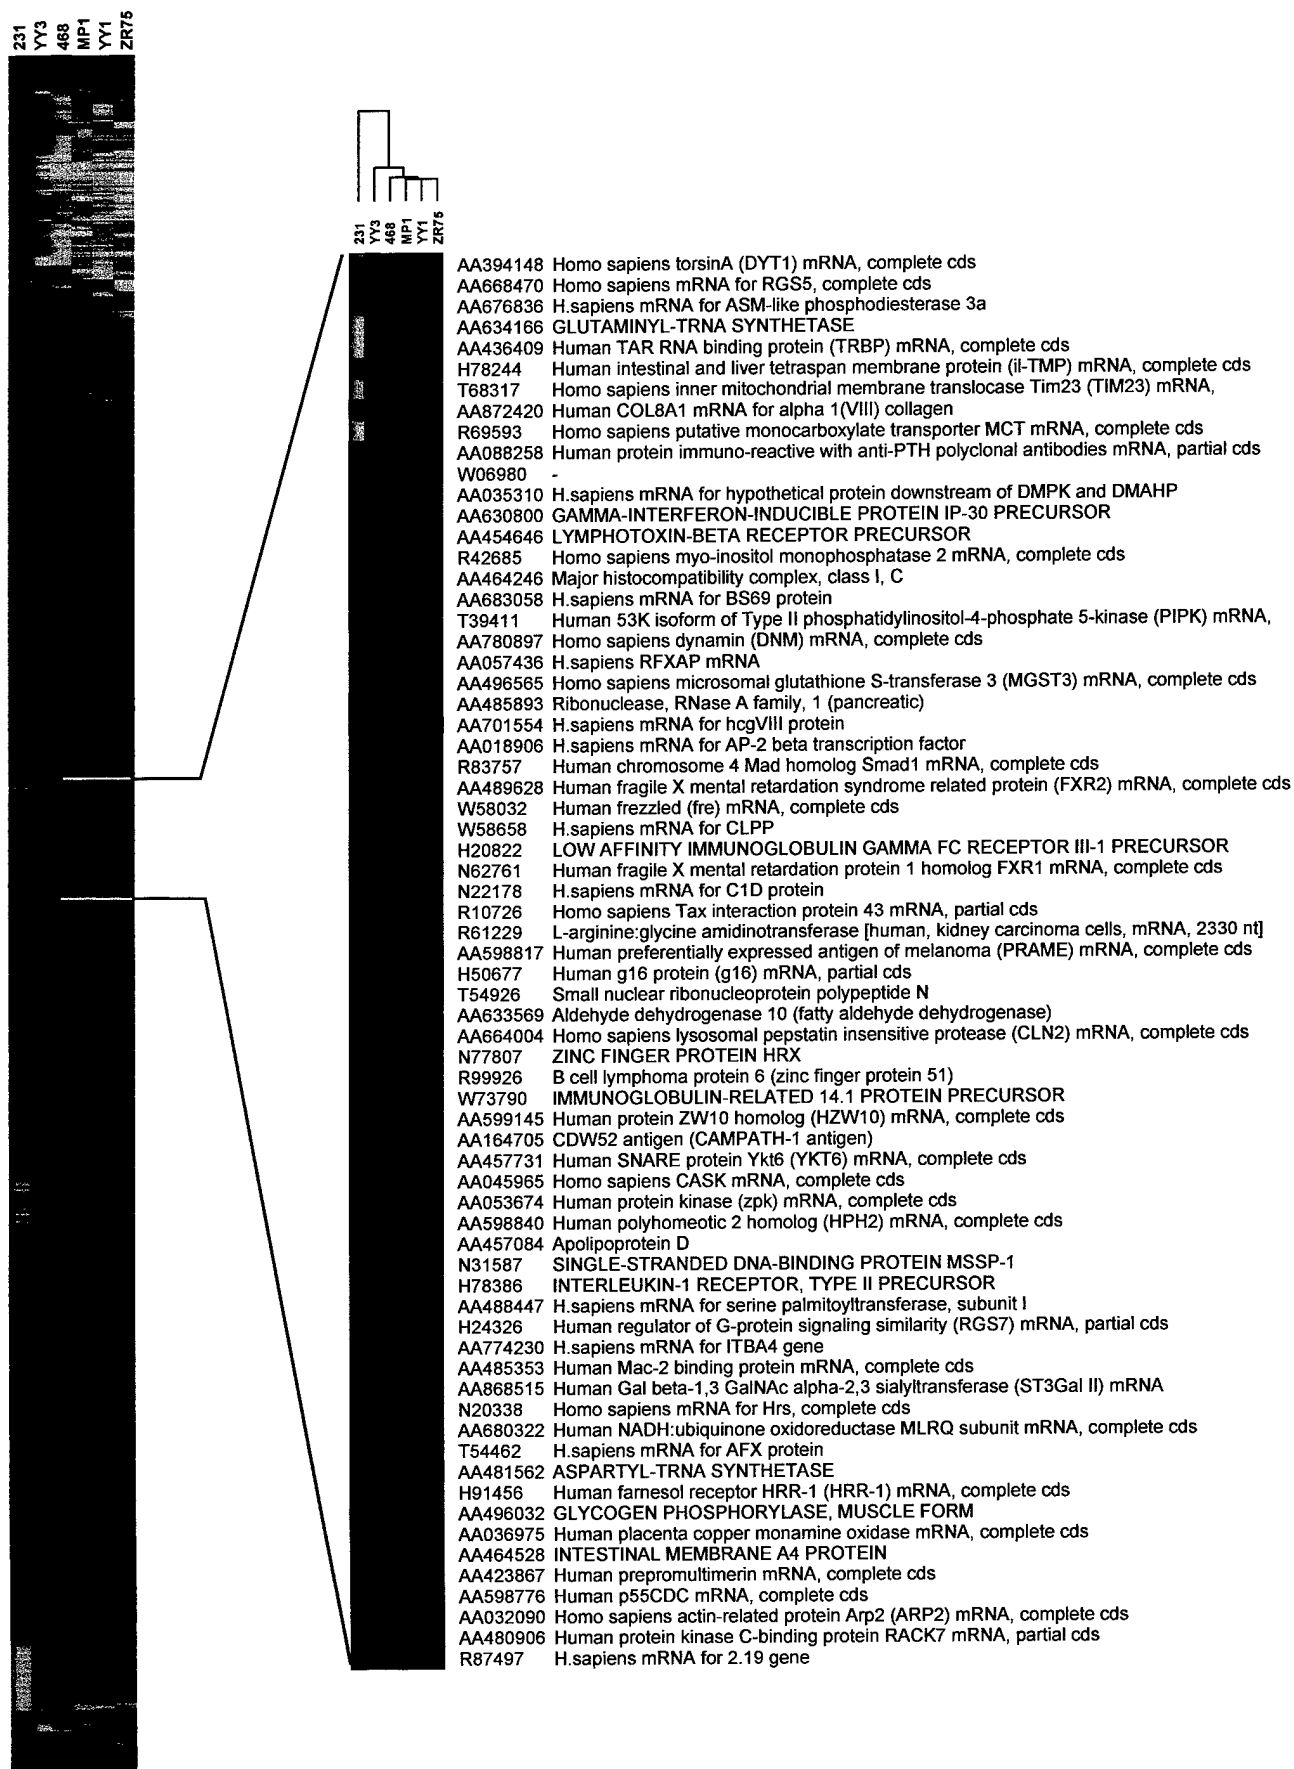 231
YY3
468
MP1
YY1
ZR75
231
YY3
468
MP1
YY1
ZR75
AA394148 Homo sapiens torsinA (DYT1) mRNA, complete cds
AA668470 Homo sapiens mRNA for RGS5, complete cds
AA676836 H.sapiens mRNA for ASM-like phosphodiesterase 3a
AA634166 GLUTAMINYL-TRNA SYNTHETASE
AA436409 Human TAR RNA binding protein (TRBP) mRNA, complete cds
H78244 Human intestinal and liver tetraspan membrane protein (il-TMP) mRNA, complete cds
T68317 Homo sapiens inner mitochondrial membrane translocase Tim23 (TIM23) mRNA,
AA872420 Human COL8A1 mRNA for alpha 1(VIII) collagen
R69593 Homo sapiens putative monocarboxylate transporter MCT mRNA, complete cds
AA088258 Human protein immuno-reactive with anti-PTH polyclonal antibodies mRNA, partial cds
W06980 -
AA035310 H.sapiens mRNA for hypothetical protein downstream of DMPK and DMAHP
AA630800 GAMMA-INTERFERON-INDUCIBLE PROTEIN IP-30 PRECURSOR
AA454646 LYMPHOTOXIN-BETA RECEPTOR PRECURSOR
R42685 Homo sapiens myo-inositol monophosphatase 2 mRNA, complete cds
AA464246 Major histocompatibility complex, class I, C
AA683058 H.sapiens mRNA for BS69 protein
T39411 Human 53K isoform of Type II phosphatidylinositol-4-phosphate 5-kinase (PIPK) mRNA,
AA780897 Homo sapiens dynamin (DNM) mRNA, complete cds
AA057436 H.sapiens RFXAP mRNA
AA496565 Homo sapiens microsomal glutathione S-transferase 3 (MGST3) mRNA, complete cds
AA485893 Ribonuclease, RNase A family, 1 (pancreatic)
AA701554 H.sapiens mRNA for hcgVIII protein
AA018906 H.sapiens mRNA for AP-2 beta transcription factor
R83757 Human chromosome 4 Mad homolog Smad1 mRNA, complete cds
AA489628 Human fragile X mental retardation syndrome related protein (FXR2) mRNA, complete cds
W58032 Human frezzled (fre) mRNA, complete cds
W58658 H.sapiens mRNA for CLPP
H20822 LOW AFFINITY IMMUNOGLOBULIN GAMMA FC RECEPTOR III-1 PRECURSOR
N62761 Human fragile X mental retardation protein 1 homolog FXR1 mRNA, complete cds
N22178 H.sapiens mRNA for C1D protein
R10726 Homo sapiens Tax interaction protein 43 mRNA, partial cds
R61229 L-arginine:glycine amidinotransferase [human, kidney carcinoma cells, mRNA, 2330 nt]
AA598817 Human preferentially expressed antigen of melanoma (PRAME) mRNA, complete cds
H50677 Human g16 protein (g16) mRNA, partial cds
T54926 Small nuclear ribonucleoprotein polypeptide N
AA633569 Aldehyde dehydrogenase 10 (fatty aldehyde dehydrogenase)
AA664004 Homo sapiens lysosomal pepstatin insensitive protease (CLN2) mRNA, complete cds
N77807 ZINC FINGER PROTEIN HRX
R99926 B cell lymphoma protein 6 (zinc finger protein 51)
W73790 IMMUNOGLOBULIN-RELATED 14.1 PROTEIN PRECURSOR
AA599145 Human protein ZW10 homolog (HZW10) mRNA, complete cds
AA164705 CDW52 antigen (CAMPATH-1 antigen)
AA457731 Human SNARE protein Ykt6 (YKT6) mRNA, complete cds
AA045965 Homo sapiens CASK mRNA, complete cds
AA053674 Human protein kinase (zpk) mRNA, complete cds
AA598840 Human polyhomeotic 2 homolog (HPH2) mRNA, complete cds
AA457084 Apolipoprotein D
N31587 SINGLE-STRANDED DNA-BINDING PROTEIN MSSP-1
H78386 INTERLEUKIN-1 RECEPTOR, TYPE II PRECURSOR
AA488447 H.sapiens mRNA for serine palmitoyltransferase, subunit I
H24326 Human regulator of G-protein signaling similarity (RGS7) mRNA, partial cds
AA774230 H.sapiens mRNA for ITBA4 gene
AA485353 Human Mac-2 binding protein mRNA, complete cds
AA868515 Human Gal beta-1,3 GalNAc alpha-2,3 sialyltransferase (ST3Gal II) mRNA
N20338 Homo sapiens mRNA for Hrs, complete cds
AA680322 Human NADH:ubiquinone oxidoreductase MLRQ subunit mRNA, complete cds
T54462 H.sapiens mRNA for AFX protein
AA481562 ASPARTYL-TRNA SYNTHETASE
H91456 Human farnesol receptor HRR-1 (HRR-1) mRNA, complete cds
AA496032 GLYCOGEN PHOSPHORYLASE, MUSCLE FORM
AA036975 Human placenta copper monamine oxidase mRNA, complete cds
AA464528 INTESTINAL MEMBRANE A4 PROTEIN
AA423867 Human prepromultimerin mRNA, complete cds
AA598776 Human p55CDC mRNA, complete cds
AA032090 Homo sapiens actin-related protein Arp2 (ARP2) mRNA, complete cds
AA480906 Human protein kinase C-binding protein RACK7 mRNA, partial cds
R87497 H.sapiens mRNA for 2.19 gene